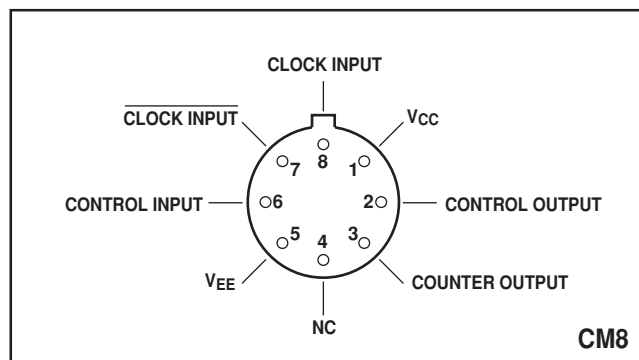 CLOCK INPUT
CLOCK INPUT
VCC
8
7
1
CONTROL INPUT
6
2
CONTROL OUTPUT
5
4
3
VEE
COUNTER OUTPUT
NC
CM8